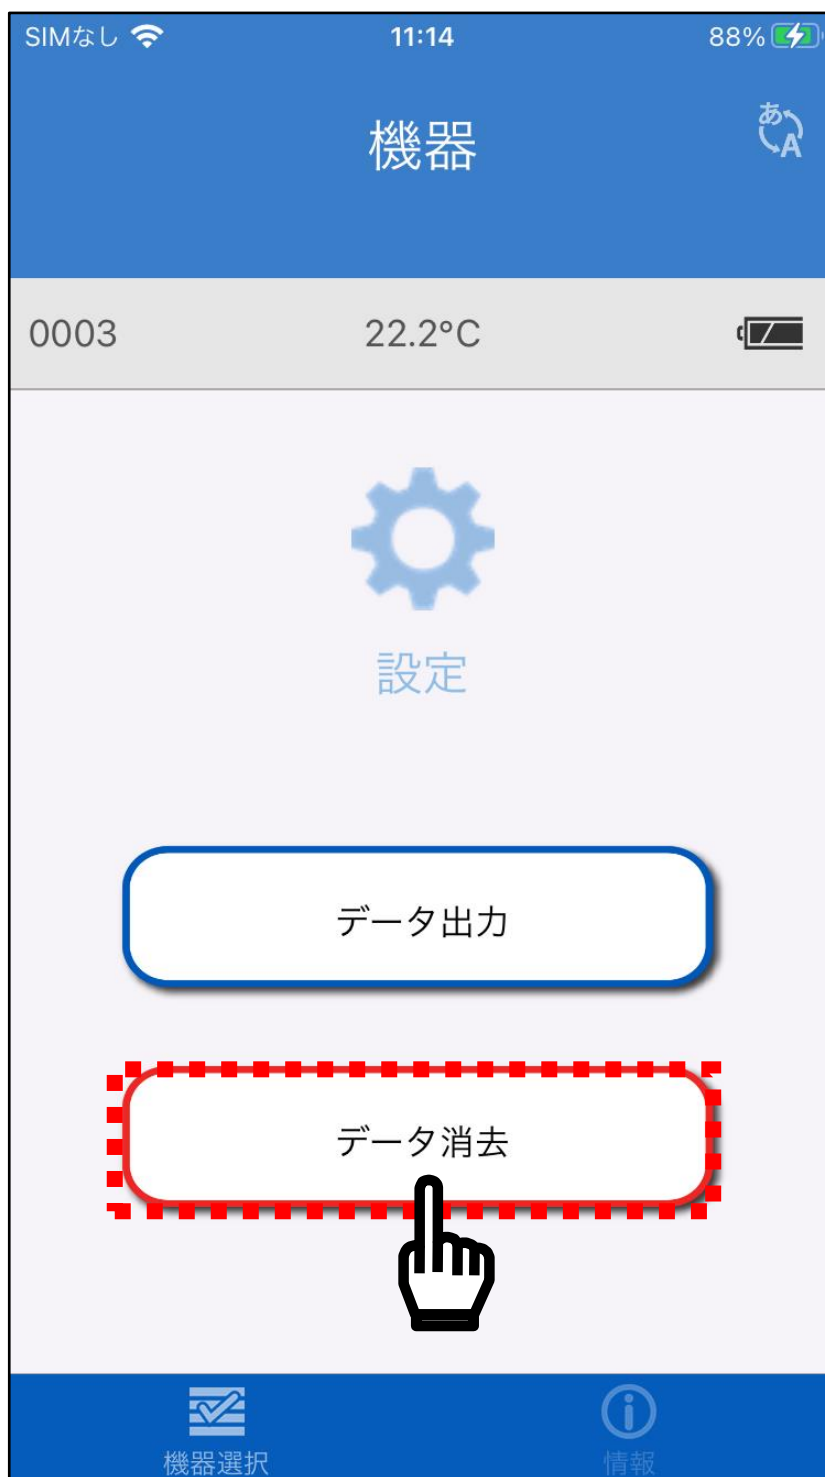 SIMなし 11:14 88%
機器
あ A
0003 22.2°C
設定
データ出力
データ消去
機器選択 情報